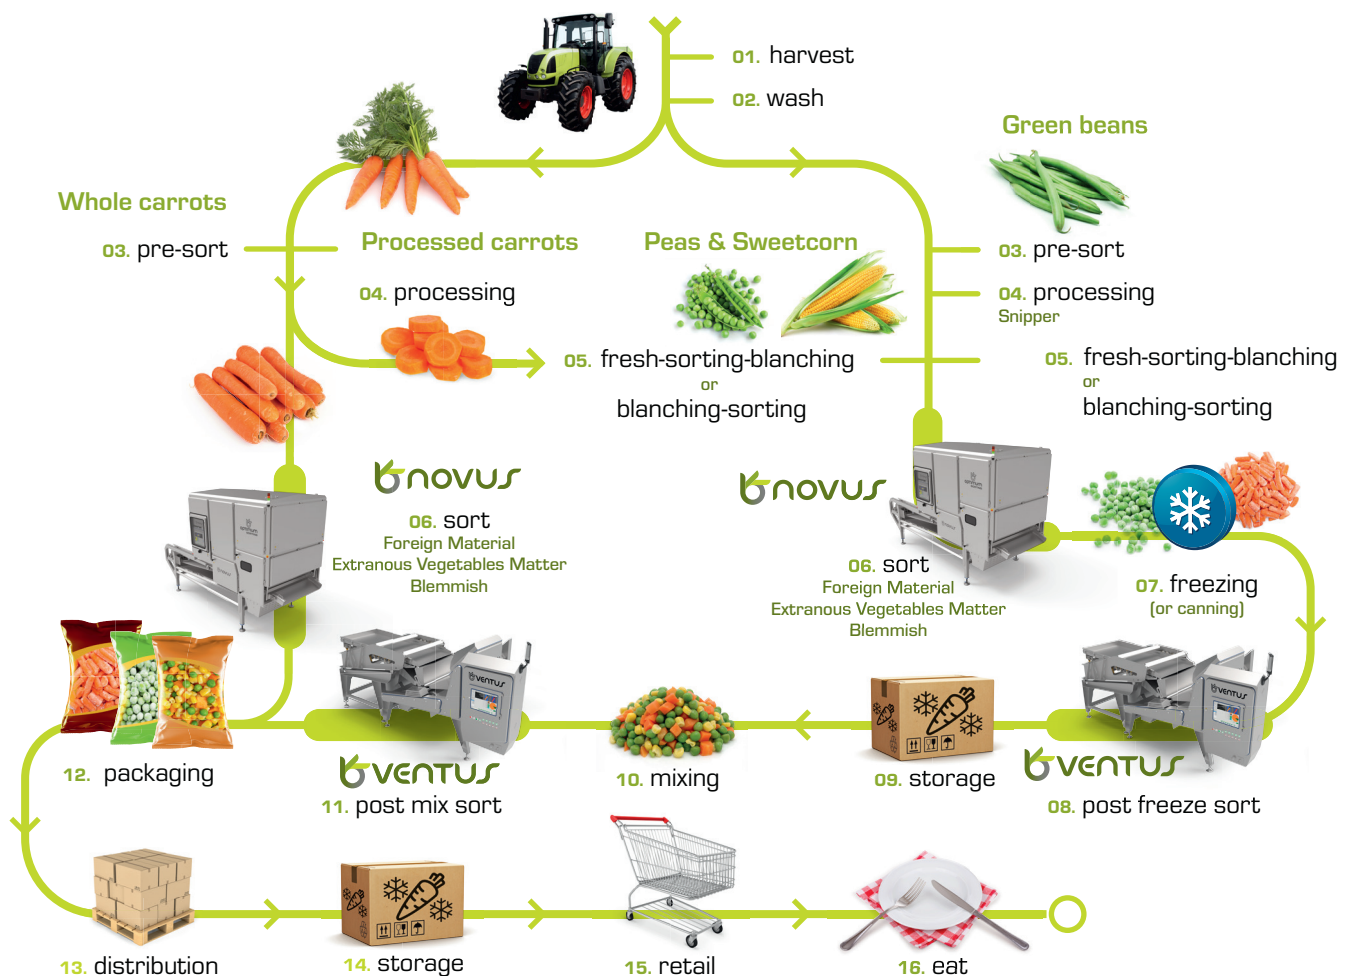 01. harvest
02. wash
Green beans
Whole carrots
03. pre-sort
Processed carrots
04. processing
Peas & Sweetcorn
03. pre-sort
04. processing
Snipper
05. fresh-sorting-blanching
or
blanching-sorting
05. fresh-sorting-blanching
or
blanching-sorting
novus
06. sort
Foreign Material
Extranous Vegetables Matter
Blemmish
novus
06. sort
Foreign Material
Extranous Vegetables Matter
Blemmish
07. freezing
(or canning)
VENTUS
VENTUS
VENTUS
11. post mix sort
10. mixing
09. storage
VENTUS
08. post freeze sort
12. packaging
13. distribution
14. storage
15. retail
16. eat